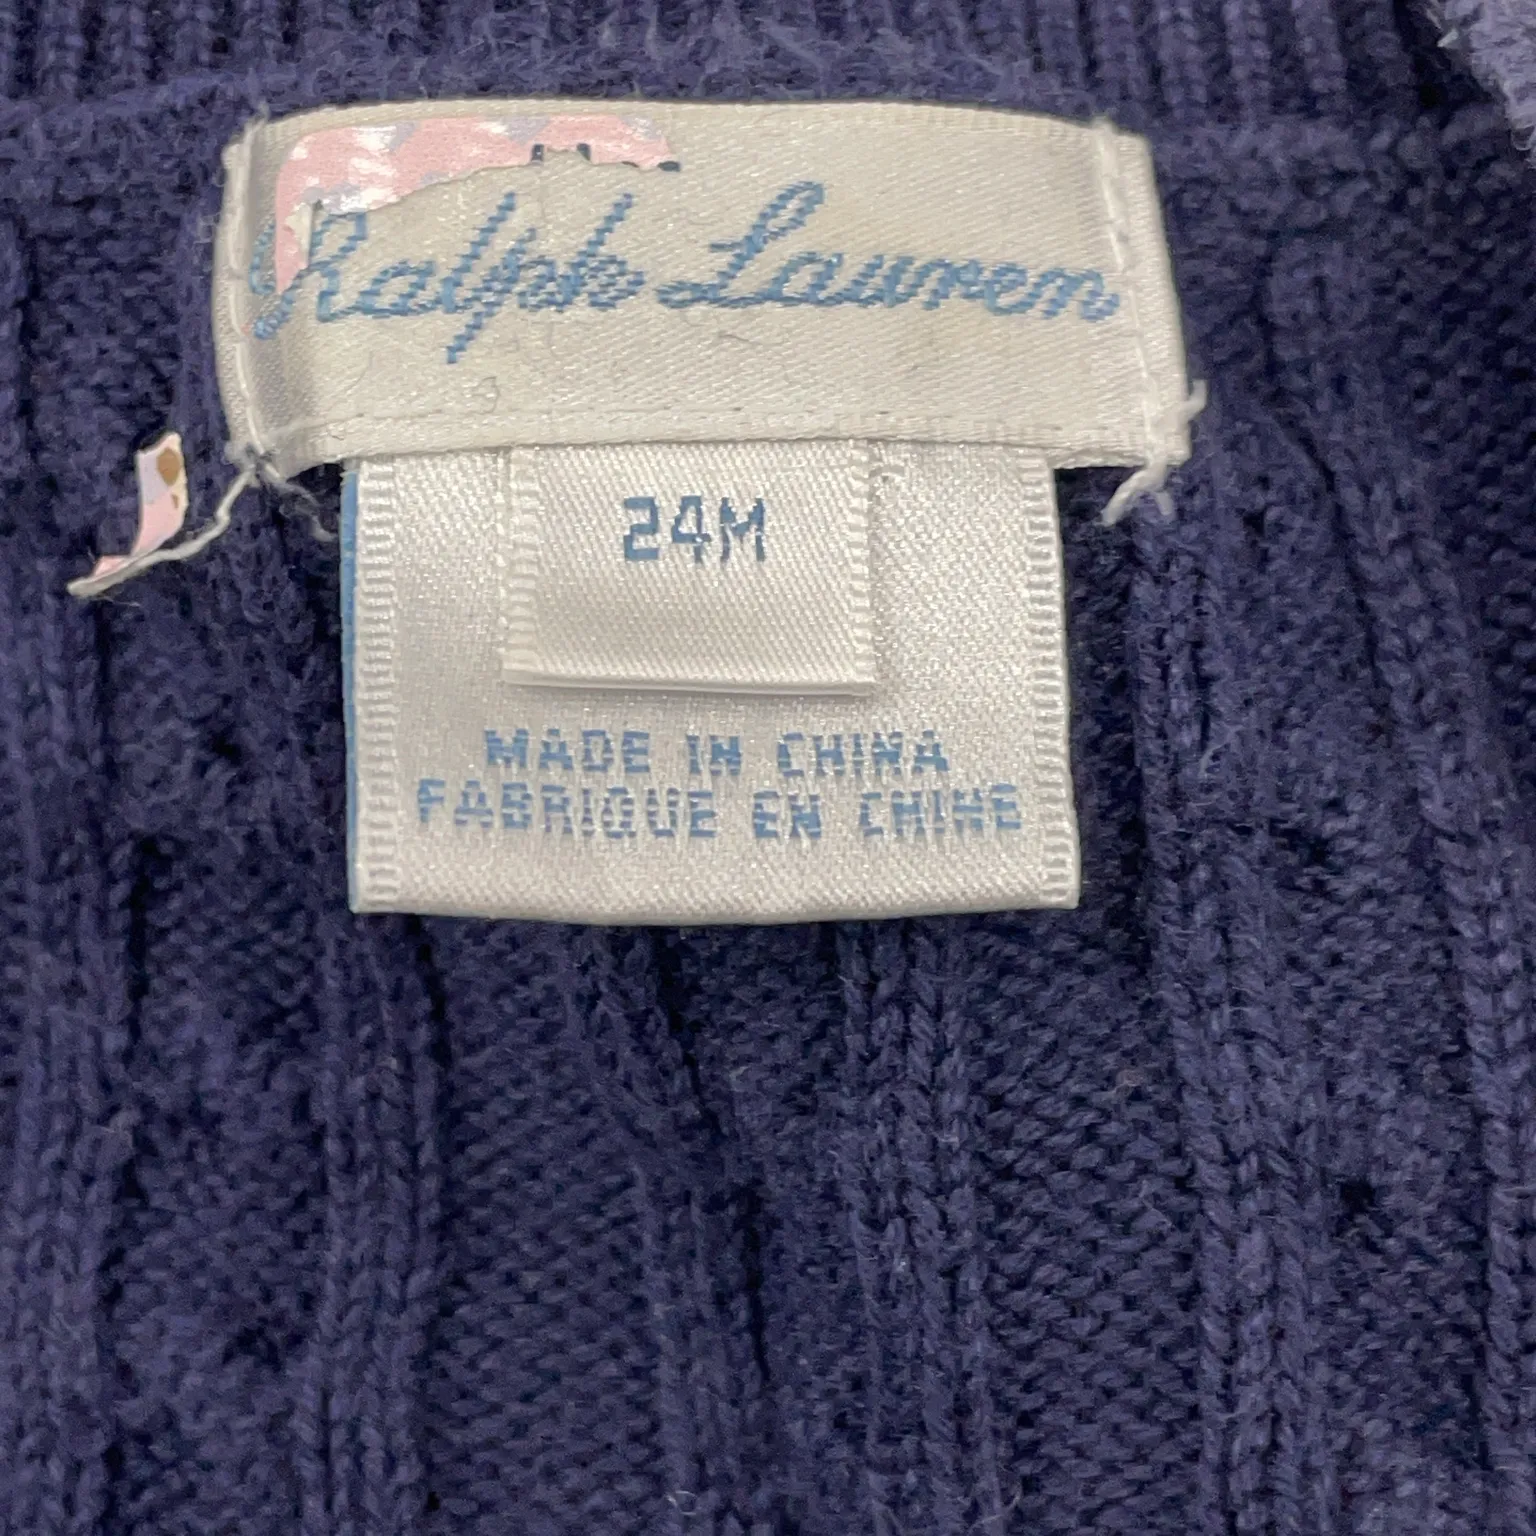 Ralph Lauren
24M
MADE IN CHINA
FABRIQUE EN CHINE